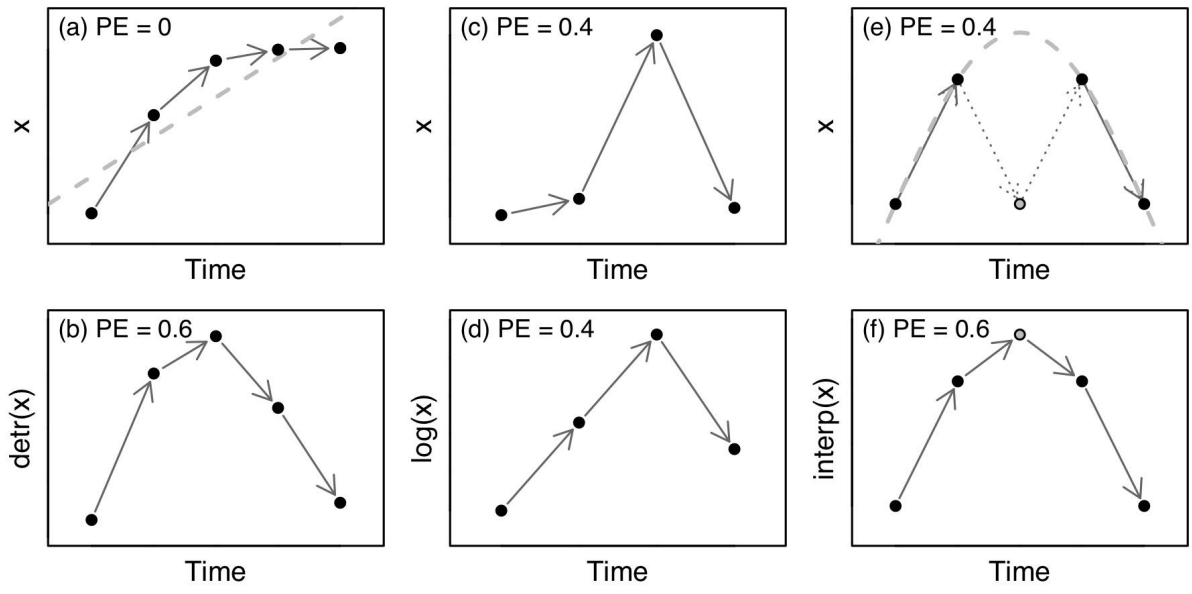 (a) PE = 0
x
Time
(c) PE = 0.4
x
Time
(e) PE = 0.4
x
Time
(b) PE = 0.6
detr(x)
Time
(d) PE = 0.4
log(x)
Time
(f) PE = 0.6
interp(x)
Time